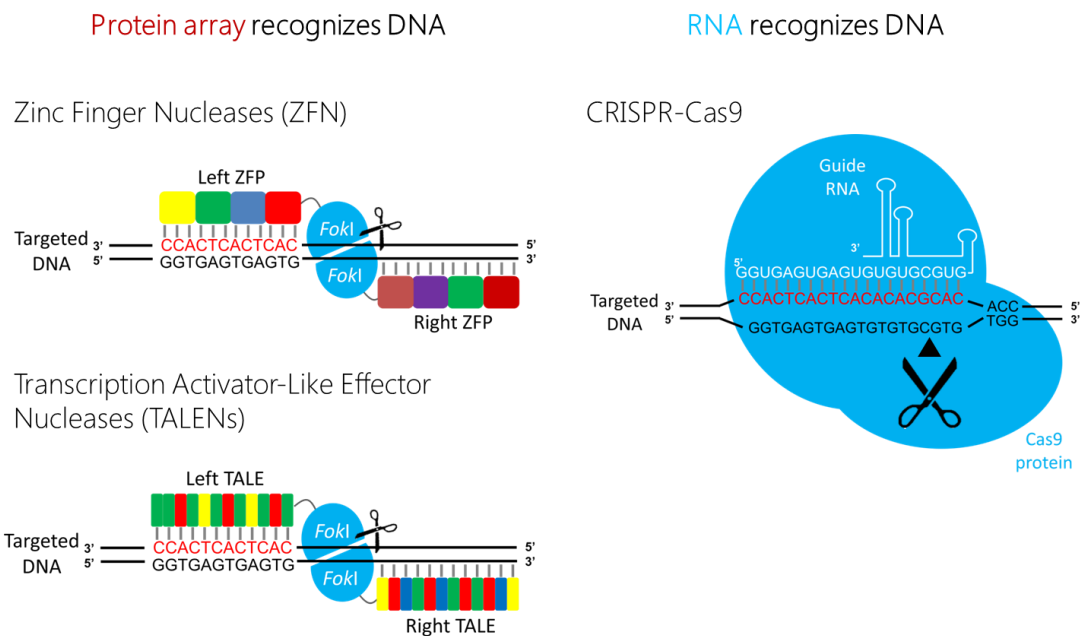 Protein array recognizes DNA
RNA recognizes DNA
Zinc Finger Nucleases (ZFN)
Left ZFP
FokI
Targeted
DNA
3’
CCACTCACTCAC
5’
5’
GGTGAGTGAGTG
3’
FokI
Right ZFP
Transcription Activator-Like Effector
Nucleases (TALENs)
Left TALE
FokI
Targeted
DNA
3’
CCACTCACTCAC
5’
5’
GGTGAGTGAGTG
3’
FokI
Right TALE
CRISPR-Cas9
Guide
RNA
3’
5’
GGUGAGUGAGUGUGUGCGUG
Targeted
DNA
3’
CCACTCACTCACACACGCAC
ACC
5’
5’
GGTGAGTGAGTGTGTGCGTG
TGG
3’
Cas9
protein